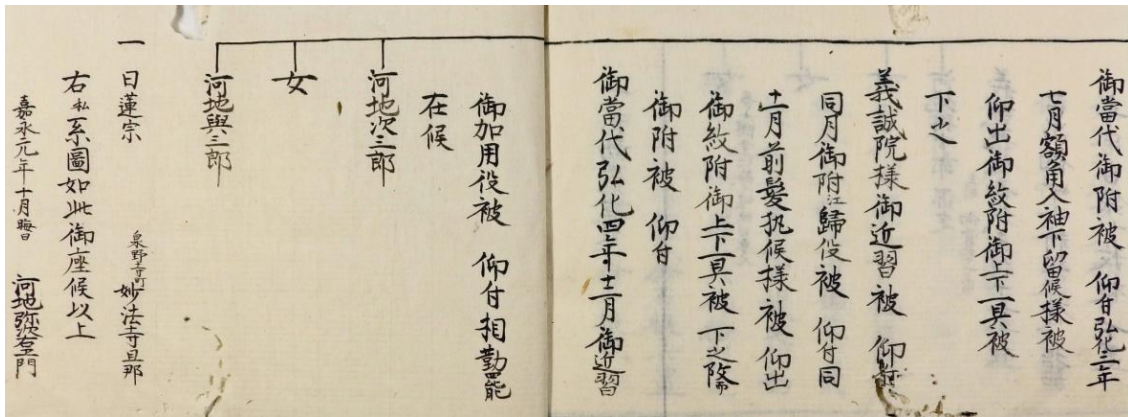 御當代御附被　仰付弘化三年
七月額角入袖下留候様被
仰出御紋附御上下一具被
下之
義誠院様御近習被　仰付
同月御附江歸役被　仰付同
十一月前髪執候様被　仰出
御紋附御上下一具被　下之
御附被　仰付
御當代弘化四年十二月御近習
御加用役被　仰付相勤罷
在候
河地次三郎
女
河地與三郎
一　日蓮宗　泉野寺町　妙法寺旦那
右私系圖如此御座候以上
嘉永元年十月晦日　河地弥左門